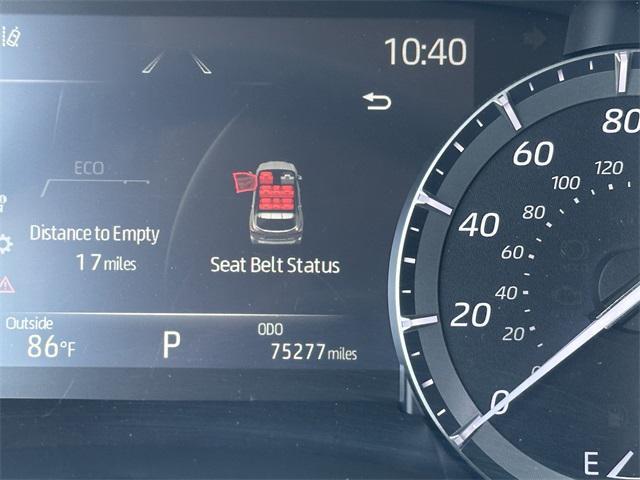 10:40
ECO
Distance to Empty
17 miles
Seat Belt Status
Outside
86°F
P
ODO
75277 miles
80
60
40
20
0
120
100
80
60
40
20
E